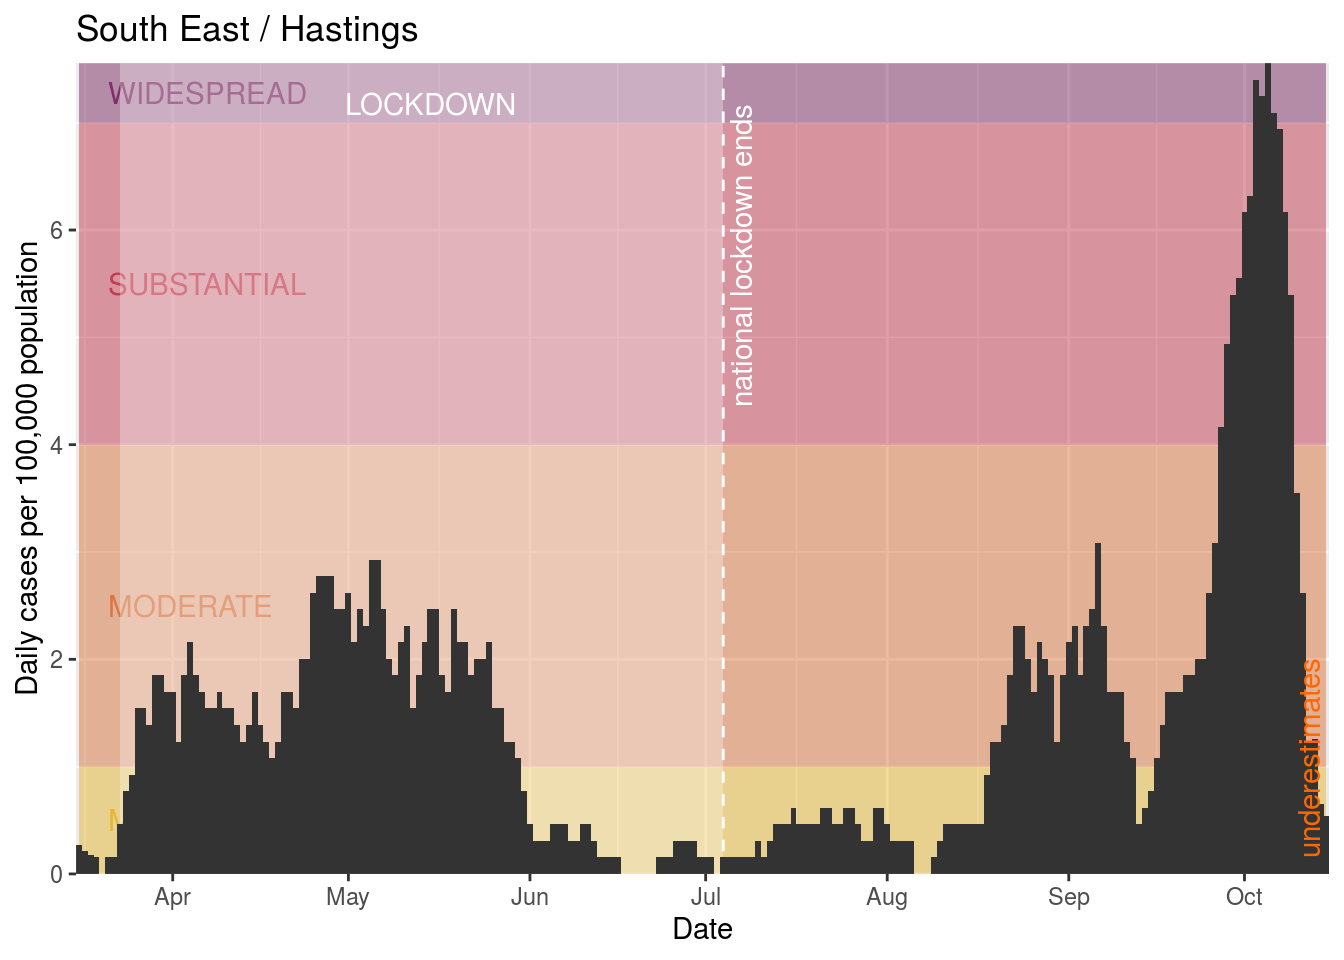 South East / Hastings
WIDESPREAD
LOCKDOWN
national lockdown ends
SUBSTANTIAL
MODERATE
underestimates
Daily cases per 100,000 population
6
4
2
0
Apr
May
Jun
Jul
Aug
Sep
Oct
Date